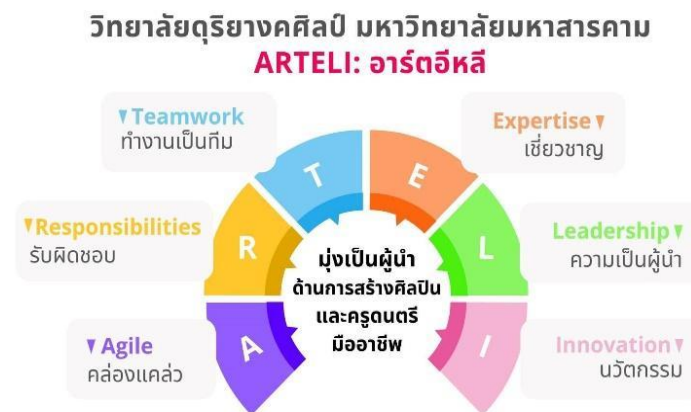 วิทยาลัยดุริยางคศิลป์ มหาวิทยาลัยมหาสารคาม
ARTELI: อาร์ตอีหลี
Teamwork
ทำงานเป็นทีม
Expertise
เชี่ยวชาญ
T
E
Responsibilities
รับผิดชอบ
R
L
Leadership
ความเป็นผู้นำ
มุ่งเป็นผู้นำ
ด้านการสร้างศิลปิน
และครูดนตรี
มืออาชีพ
Agile
คล่องแคล่ว
A
I
Innovation
นวัตกรรม